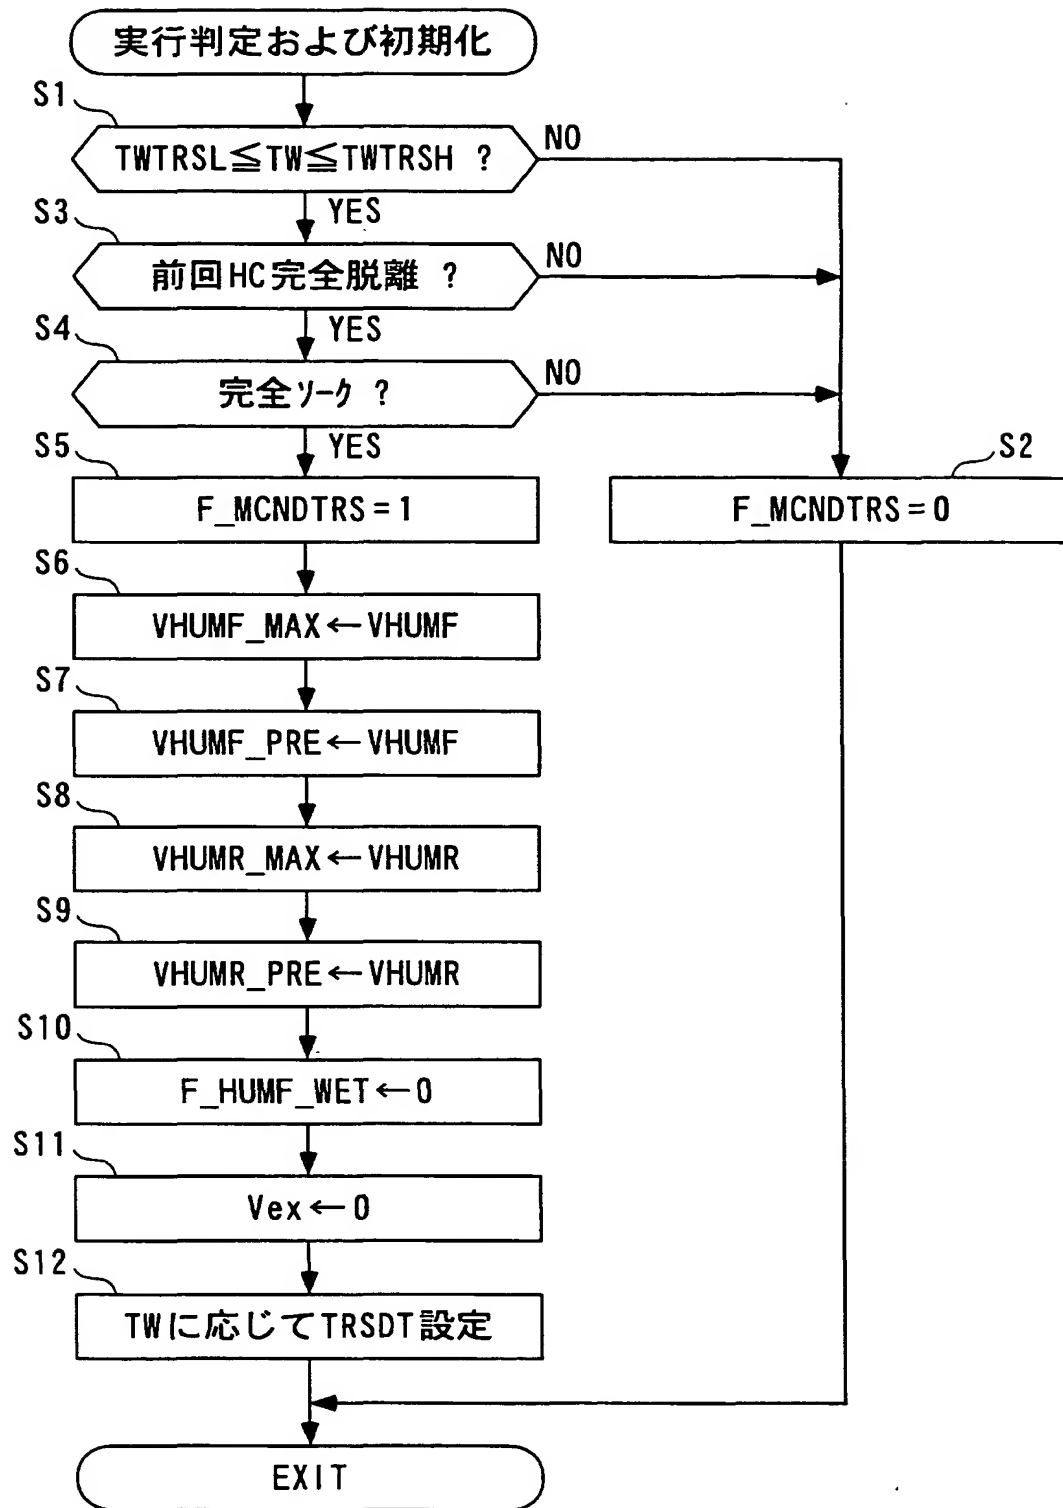 実行判定および初期化
S1
TWTRSL≦TW≦TWTRSH ?
NO
YES
S3
前回HC完全脱離 ?
NO
YES
S4
完全ソーク ?
NO
YES
S5
F_MCNDTRS=1
S2
F_MCNDTRS=0
S6
VHUMF_MAX←VHUMF
S7
VHUMF_PRE←VHUMF
S8
VHUMR_MAX←VHUMR
S9
VHUMR_PRE←VHUMR
S10
F_HUMF_WET←0
S11
Vex←0
S12
TWに応じてTRSDT設定
EXIT